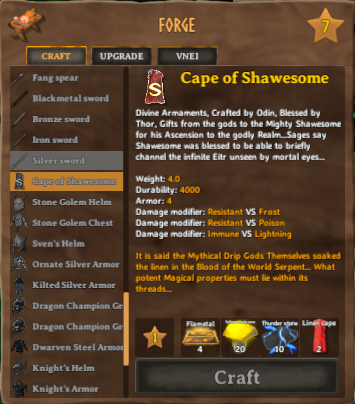 FORGE
7
CRAFT
UPGRADE
VNEI
Fang spear
Blackmetal sword
Bronze sword
Iron sword
Silver sword
Cape of Shawesome
Stone Golem Helm
Stone Golem Chest
Sven's Helm
Ornate Silver Armor
Kilted Silver Armor
Dragon Champion Gr
Dragon Champion Gr
Dwarven Steel Armor
Knight's Helm
Knight's Armor
S
Cape of Shawesome
Divine Armaments, Crafted by Odin, Blessed by
Thor, Gifts from the gods to the Mighty Shawesome
for his Ascension to the godly Realm...Sages say
Shawesome was blessed to be able to briefly
channel the infinite Eitr unseen by mortal eyes...
Weight: 4.0
Durability: 4000
Armor: 4
Damage modifier: Resistant VS Frost
Damage modifier: Resistant VS Poison
Damage modifier: Immune VS Lightning
It is said the Mythical Drip Gods Themselves soaked
the linen in the Blood of the World Serpent... What
potent Magical properties must lie within its
threads...
1
Flametal
4
20
Thunder stone
10
Linen cape
2
Craft